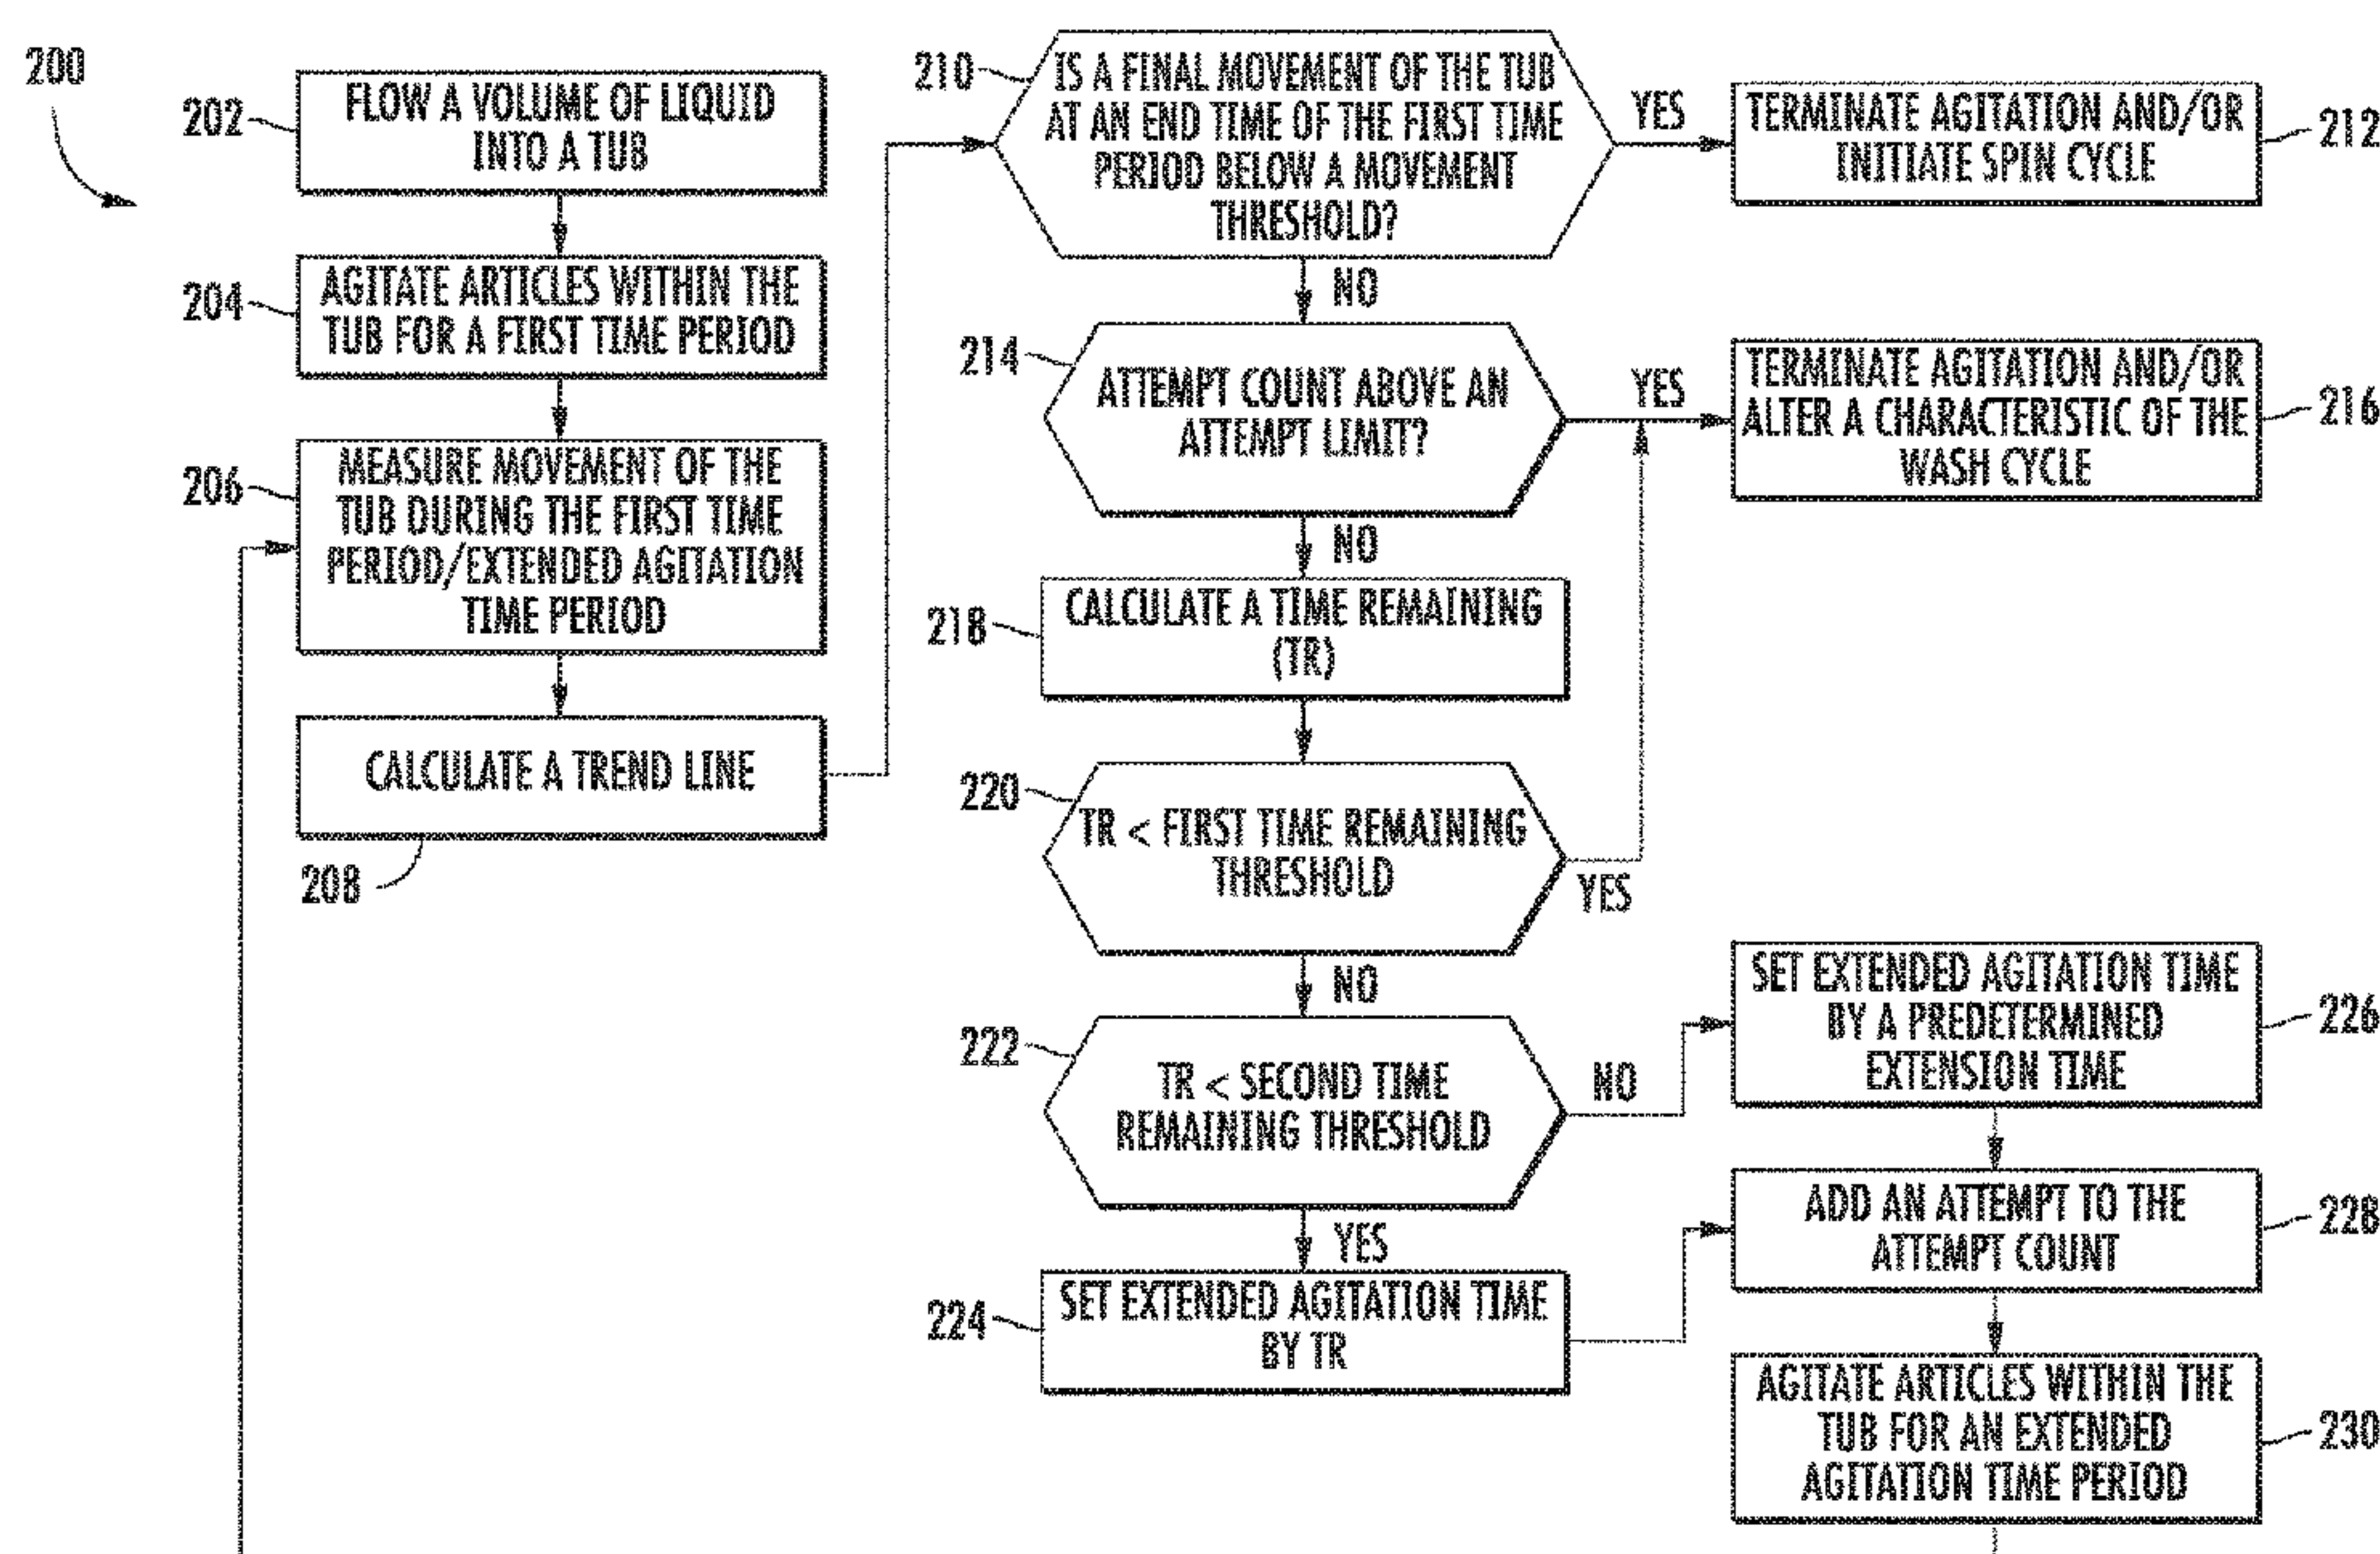 200
202
FLOW A VOLUME OF LIQUID
INTO A TUB
204
AGITATE ARTICLES WITHIN THE
TUB FOR A FIRST TIME PERIOD
206
MEASURE MOVEMENT OF THE
TUB DURING THE FIRST TIME
PERIOD/EXTENDED AGITATION
TIME PERIOD
CALCULATE A TREND LINE
208
210
IS A FINAL MOVEMENT OF THE TUB
AT AN END TIME OF THE FIRST TIME
PERIOD BELOW A MOVEMENT
THRESHOLD?
YES
TERMINATE AGITATION AND/OR
INITIATE SPIN CYCLE
212
NO
214
ATTEMPT COUNT ABOVE AN
ATTEMPT LIMIT?
YES
TERMINATE AGITATION AND/OR
ALTER A CHARACTERISTIC OF THE
WASH CYCLE
216
NO
218
CALCULATE A TIME REMAINING
(TR)
220
TR < FIRST TIME REMAINING
THRESHOLD
YES
NO
222
TR < SECOND TIME
REMAINING THRESHOLD
NO
YES
224
SET EXTENDED AGITATION TIME
BY TR
SET EXTENDED AGITATION TIME
BY A PREDETERMINED
EXTENSION TIME
226
ADD AN ATTEMPT TO THE
ATTEMPT COUNT
228
AGITATE ARTICLES WITHIN THE
TUB FOR AN EXTENDED
AGITATION TIME PERIOD
230